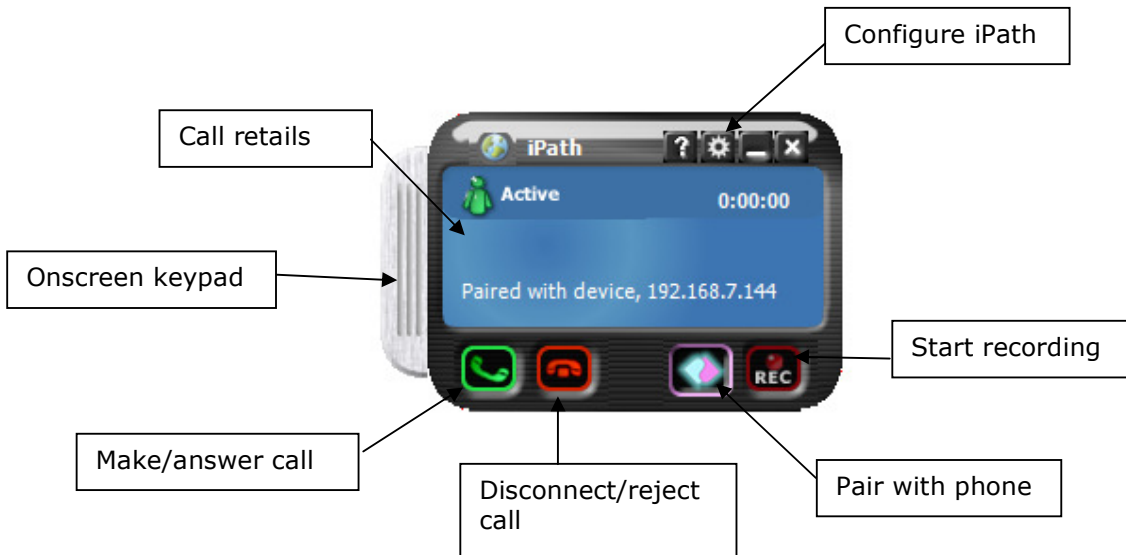 Configure iPath
Call retails
iPath
?
Active
0:00:00
Onscreen keypad
Paired with device, 192.168.7.144
Start recording
REC
Make/answer call
Disconnect/reject
call
Pair with phone